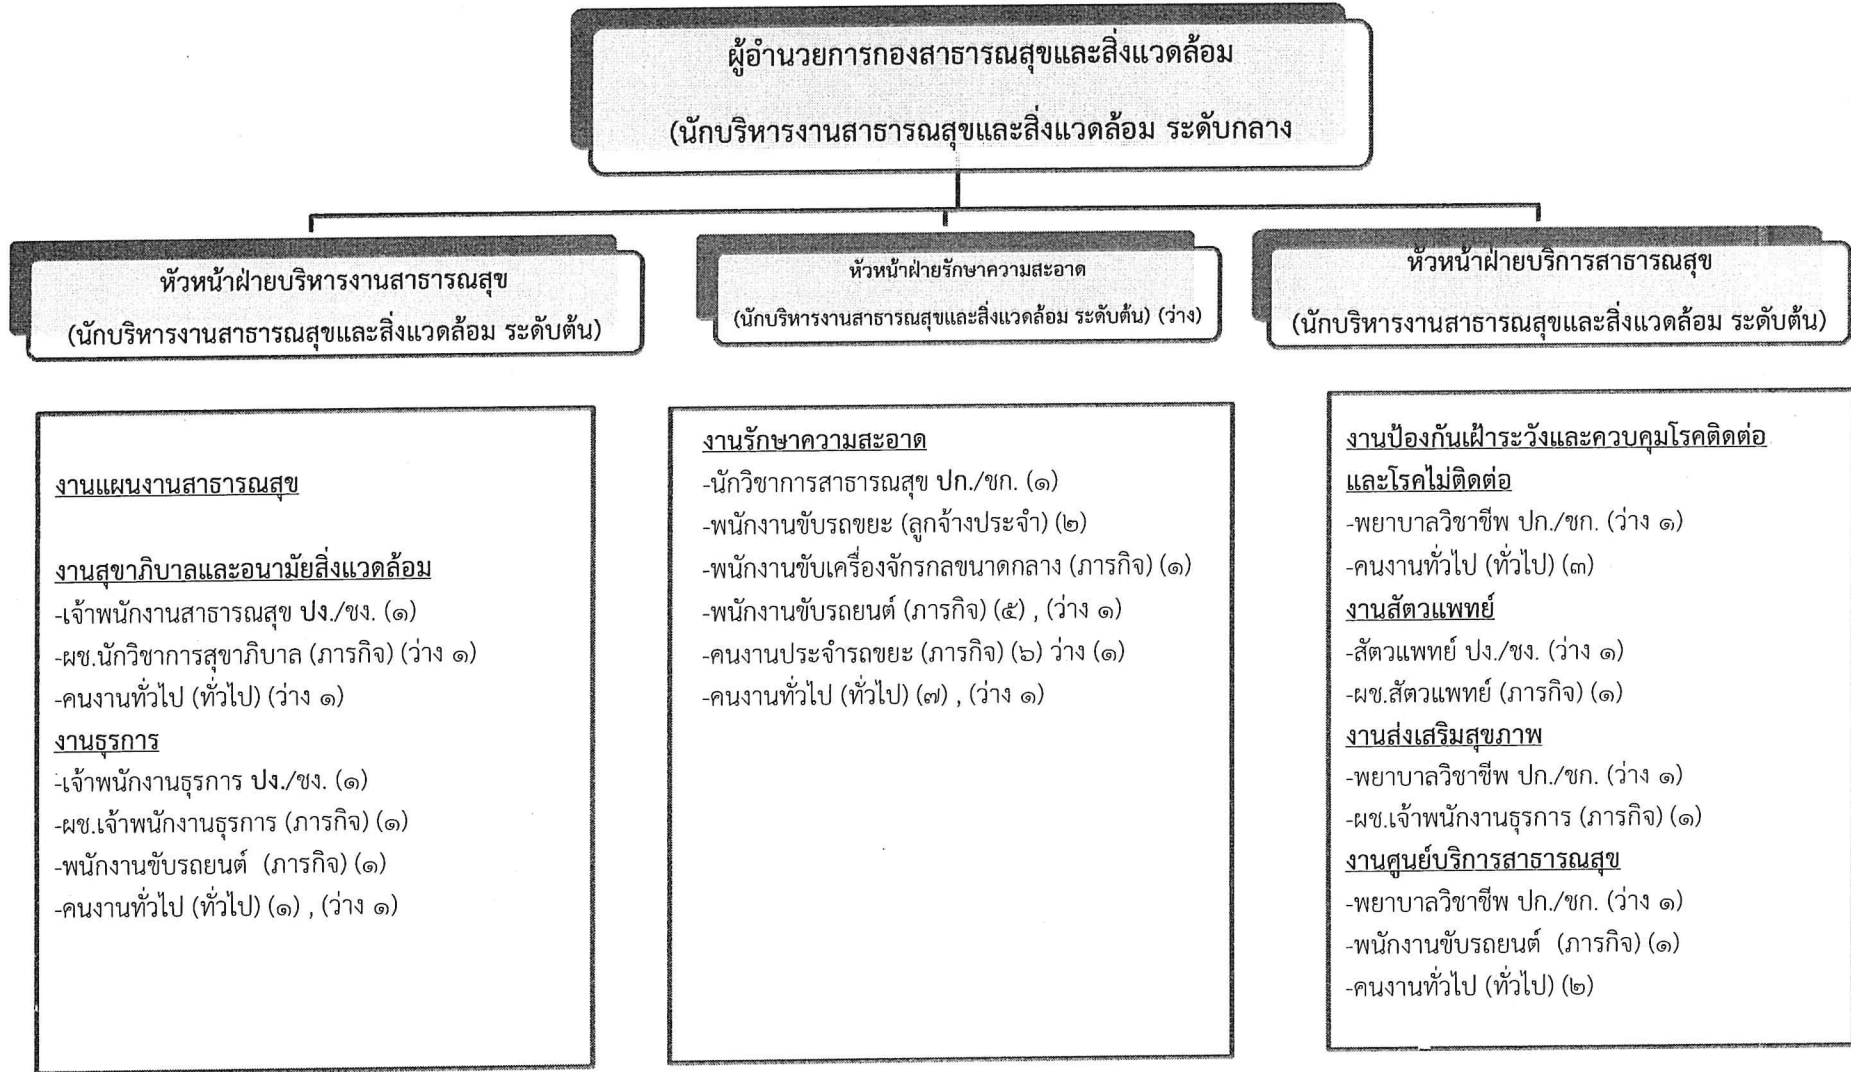 ผู้อำนวยการกองสาธารณสุขและสิ่งแวดล้อม
(นักบริหารงานสาธารณสุขและสิ่งแวดล้อม ระดับกลาง
หัวหน้าฝ่ายบริหารงานสาธารณสุข
(นักบริหารงานสาธารณสุขและสิ่งแวดล้อม ระดับต้น)
หัวหน้าฝ่ายรักษาความสะอาด
(นักบริหารงานสาธารณสุขและสิ่งแวดล้อม ระดับต้น) (ว่าง)
หัวหน้าฝ่ายบริการสาธารณสุข
(นักบริหารงานสาธารณสุขและสิ่งแวดล้อม ระดับต้น)
งานแผนงานสาธารณสุข
งานสุขาภิบาลและอนามัยสิ่งแวดล้อม
-เจ้าพนักงานสาธารณสุข ปง./ชง. (๑)
-ผช.นักวิชาการสุขาภิบาล (ภารกิจ) (ว่าง ๑)
-คนงานทั่วไป (ทั่วไป) (ว่าง ๑)
งานธุรการ
-เจ้าพนักงานธุรการ ปง./ชง. (๑)
-ผช.เจ้าพนักงานธุรการ (ภารกิจ) (๑)
-พนักงานขับรถยนต์ (ภารกิจ) (๑)
-คนงานทั่วไป (ทั่วไป) (๑) , (ว่าง ๑)
งานรักษาความสะอาด
-นักวิชาการสาธารณสุข ปก./ชก. (๑)
-พนักงานขับรถขยะ (ลูกจ้างประจำ) (๒)
-พนักงานขับเครื่องจักรกลขนาดกลาง (ภารกิจ) (๑)
-พนักงานขับรถยนต์ (ภารกิจ) (๕) , (ว่าง ๑)
-คนงานประจำรถขยะ (ภารกิจ) (๖) ว่าง (๑)
-คนงานทั่วไป (ทั่วไป) (๗) , (ว่าง ๑)
งานป้องกันเฝ้าระวังและควบคุมโรคติดต่อ
และโรคไม่ติดต่อ
-พยาบาลวิชาชีพ ปก./ชก. (ว่าง ๑)
-คนงานทั่วไป (ทั่วไป) (๓)
งานสัตวแพทย์
-สัตวแพทย์ ปง./ชง. (ว่าง ๑)
-ผช.สัตวแพทย์ (ภารกิจ) (๑)
งานส่งเสริมสุขภาพ
-พยาบาลวิชาชีพ ปก./ชก. (ว่าง ๑)
-ผช.เจ้าพนักงานธุรการ (ภารกิจ) (๑)
งานศูนย์บริการสาธารณสุข
-พยาบาลวิชาชีพ ปก./ชก. (ว่าง ๑)
-พนักงานขับรถยนต์ (ภารกิจ) (๑)
-คนงานทั่วไป (ทั่วไป) (๒)